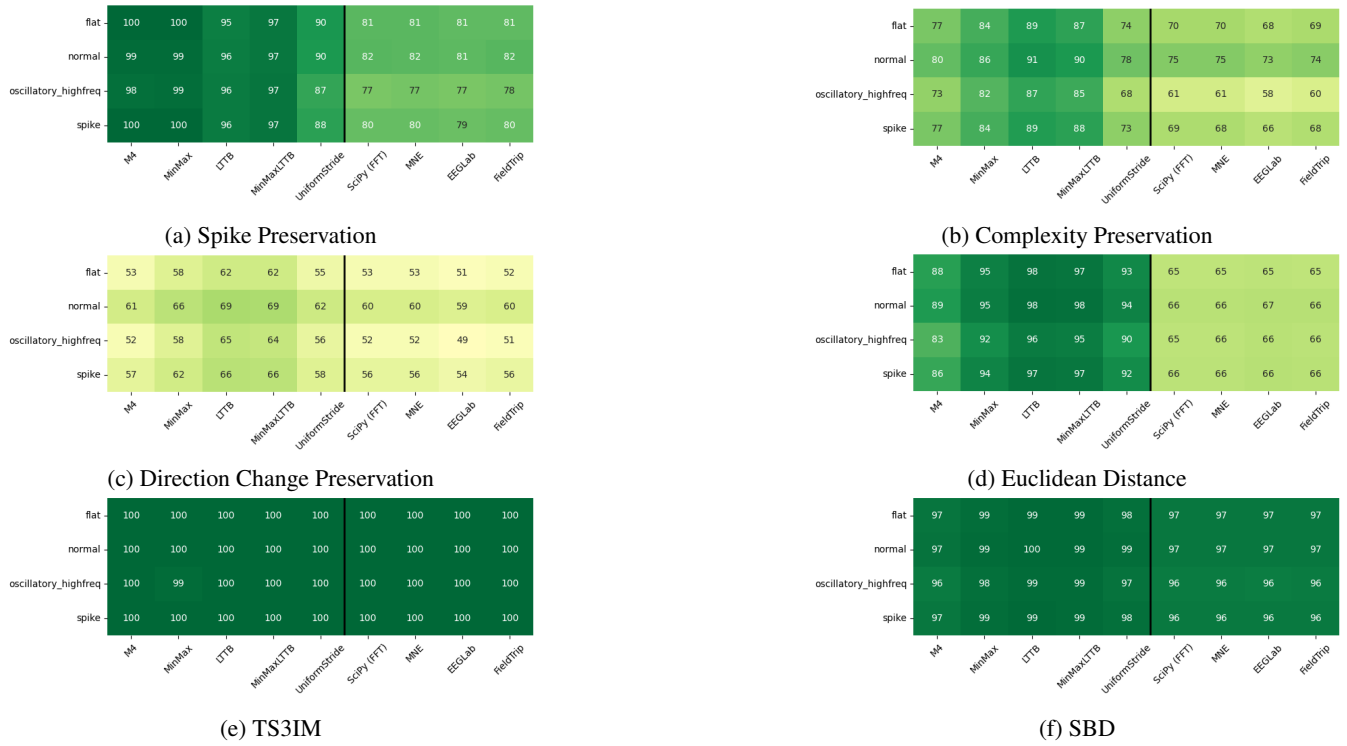 flat 100 100 95 97 90 81 81 81 81
normal 99 99 96 97 90 82 82 81 82
oscillatory_highfreq 98 99 96 97 87 77 77 77 78
spike 100 100 96 97 88 80 80 79 80
M4 MinMax LTTB MinMaxLTTB UniformStride SciPy (FFT) MNE EEGLab FieldTrip
(a) Spike Preservation
flat 77 84 89 87 74 70 70 68 69
normal 80 86 91 90 78 75 75 73 74
oscillatory_highfreq 73 82 87 85 68 61 61 58 60
spike 77 84 89 88 73 69 68 66 68
M4 MinMax LTTB MinMaxLTTB UniformStride SciPy (FFT) MNE EEGLab FieldTrip
(b) Complexity Preservation
flat 53 58 62 62 55 53 53 51 52
normal 61 66 69 69 62 60 60 59 60
oscillatory_highfreq 52 58 65 64 56 52 52 49 51
spike 57 62 66 66 58 56 56 54 56
M4 MinMax LTTB MinMaxLTTB UniformStride SciPy (FFT) MNE EEGLab FieldTrip
(c) Direction Change Preservation
flat 88 95 98 97 93 65 65 65 65
normal 89 95 98 98 94 66 66 67 66
oscillatory_highfreq 83 92 96 95 90 65 66 66 66
spike 86 94 97 97 92 66 66 66 66
M4 MinMax LTTB MinMaxLTTB UniformStride SciPy (FFT) MNE EEGLab FieldTrip
(d) Euclidean Distance
flat 100 100 100 100 100 100 100 100 100
normal 100 100 100 100 100 100 100 100 100
oscillatory_highfreq 100 99 100 100 100 100 100 100 100
spike 100 100 100 100 100 100 100 100 100
M4 MinMax LTTB MinMaxLTTB UniformStride SciPy (FFT) MNE EEGLab FieldTrip
(e) TS3IM
flat 97 99 99 99 98 97 97 97 97
normal 97 99 100 99 99 97 97 97 97
oscillatory_highfreq 96 98 99 99 97 96 96 96 96
spike 97 99 99 99 98 96 96 96 96
M4 MinMax LTTB MinMaxLTTB UniformStride SciPy (FFT) MNE EEGLab FieldTrip
(f) SBD